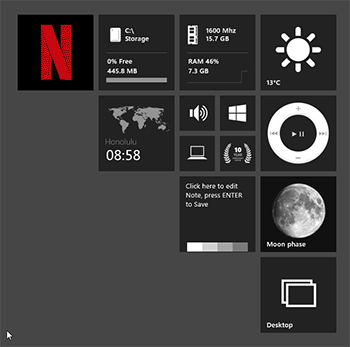 N
C:\
Storage
0% Free
445.8 MB
1600 Mhz
15.7 GB
RAM 46%
7.3 GB
13°C
Honolulu
08:58
10
YEAR
Click here to edit
Note, press ENTER
to Save
Moon phase
Desktop